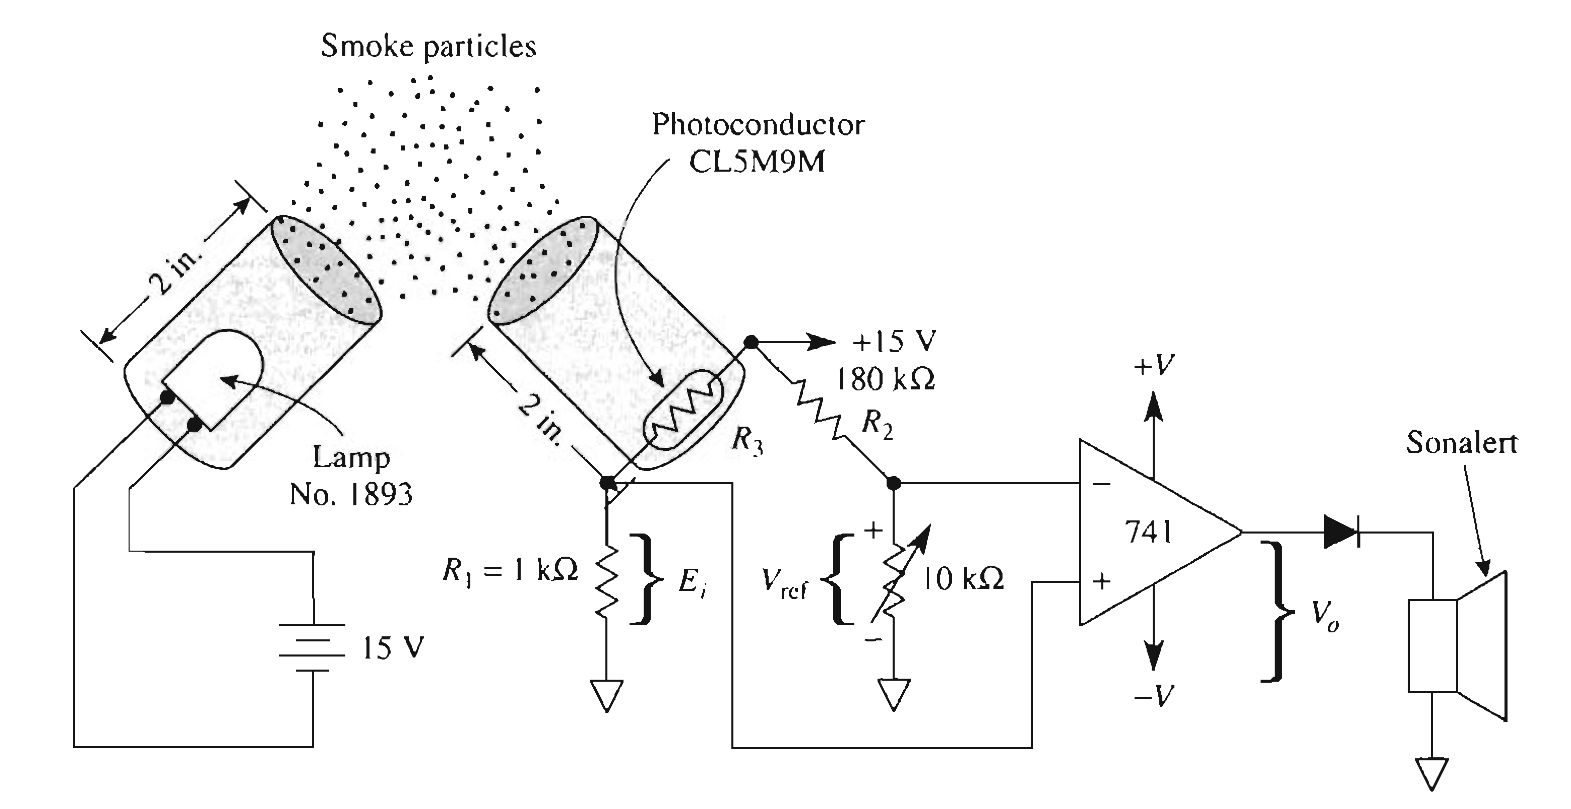 Smoke particles
Photoconductor
CL5M9M
2 in.
2 in.
+15 V
180 kΩ
R2
R3
Lamp
No. 1893
15 V
R1 = 1 kΩ
Ei
+
Vref
−
10 kΩ
+V
−
741
+
−V
Vo
Sonalert